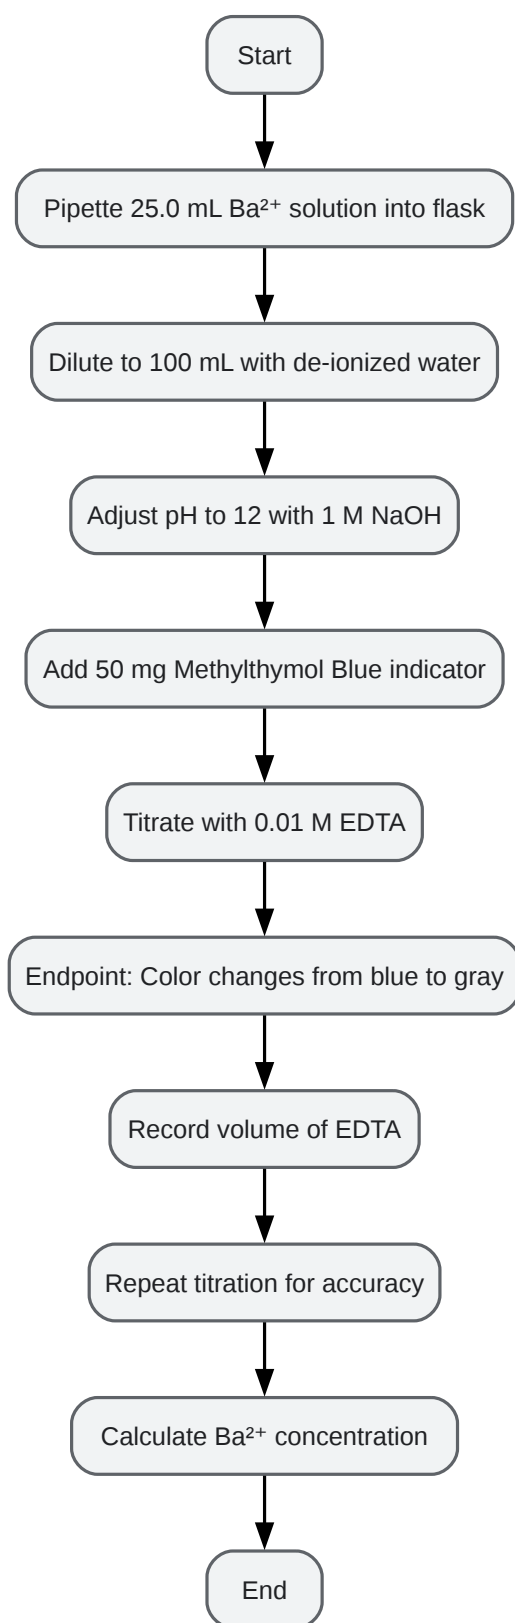 Start
Pipette 25.0 mL Ba²⁺ solution into flask
Dilute to 100 mL with de-ionized water
Adjust pH to 12 with 1 M NaOH
Add 50 mg Methylthymol Blue indicator
Titrate with 0.01 M EDTA
Endpoint: Color changes from blue to gray
Record volume of EDTA
Repeat titration for accuracy
Calculate Ba²⁺ concentration
End